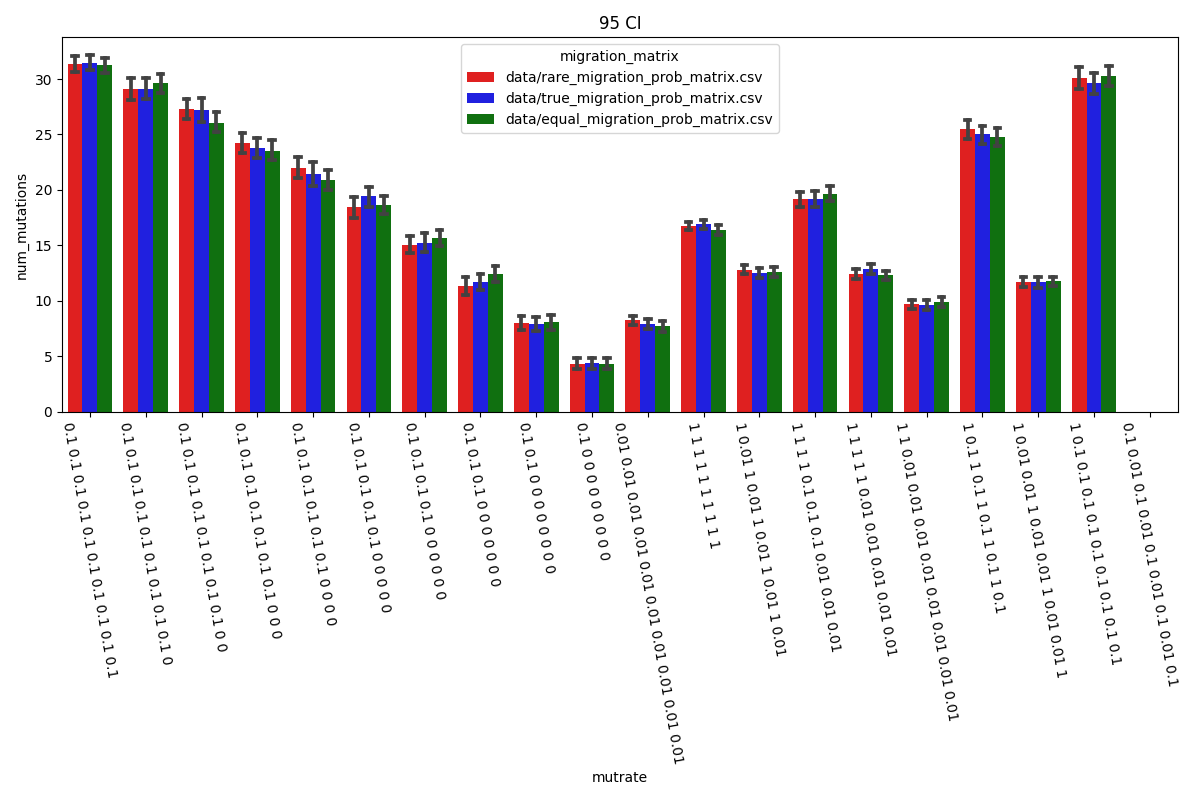 95 CI
migration_matrix
data/rare_migration_prob_matrix.csv
data/true_migration_prob_matrix.csv
data/equal_migration_prob_matrix.csv
num_mutations
30
25
20
15
10
5
0
0.1 0.1 0.1 0.1 0.1 0.1 0.1 0.1 0.1 0.1
0.1 0.1 0.1 0.1 0.1 0.1 0.1 0.1 0.1 0
0.1 0.1 0.1 0.1 0.1 0.1 0.1 0.1 0 0
0.1 0.1 0.1 0.1 0.1 0.1 0.1 0 0 0
0.1 0.1 0.1 0.1 0.1 0.1 0 0 0 0
0.1 0.1 0.1 0.1 0.1 0 0 0 0 0
0.1 0.1 0.1 0.1 0 0 0 0 0 0
0.1 0.1 0.1 0 0 0 0 0 0 0
0.1 0.1 0 0 0 0 0 0 0 0
0.1 0 0 0 0 0 0 0 0 0
0.01 0.01 0.01 0.01 0.01 0.01 0.01 0.01 0.01 0.01
1 1 1 1 1 1 1 1 1 1
1 0.01 1 0.01 1 0.01 1 0.01 1 0.01
1 1 1 1 0.1 0.1 0.1 0.01 0.01 0.01
1 1 1 1 1 0.01 0.01 0.01 0.01 0.01
1 1 0.01 0.01 0.01 0.01 0.01 0.01 0.01 0.01
1 0.1 1 0.1 1 0.1 1 0.1 1 0.1
1 0.01 0.01 1 0.01 0.01 1 0.01 0.01 1
1 0.1 0.1 0.1 0.1 0.1 0.1 0.1 0.1 0.1
0.1 0.01 0.1 0.01 0.1 0.01 0.1 0.01 0.1
mutrate